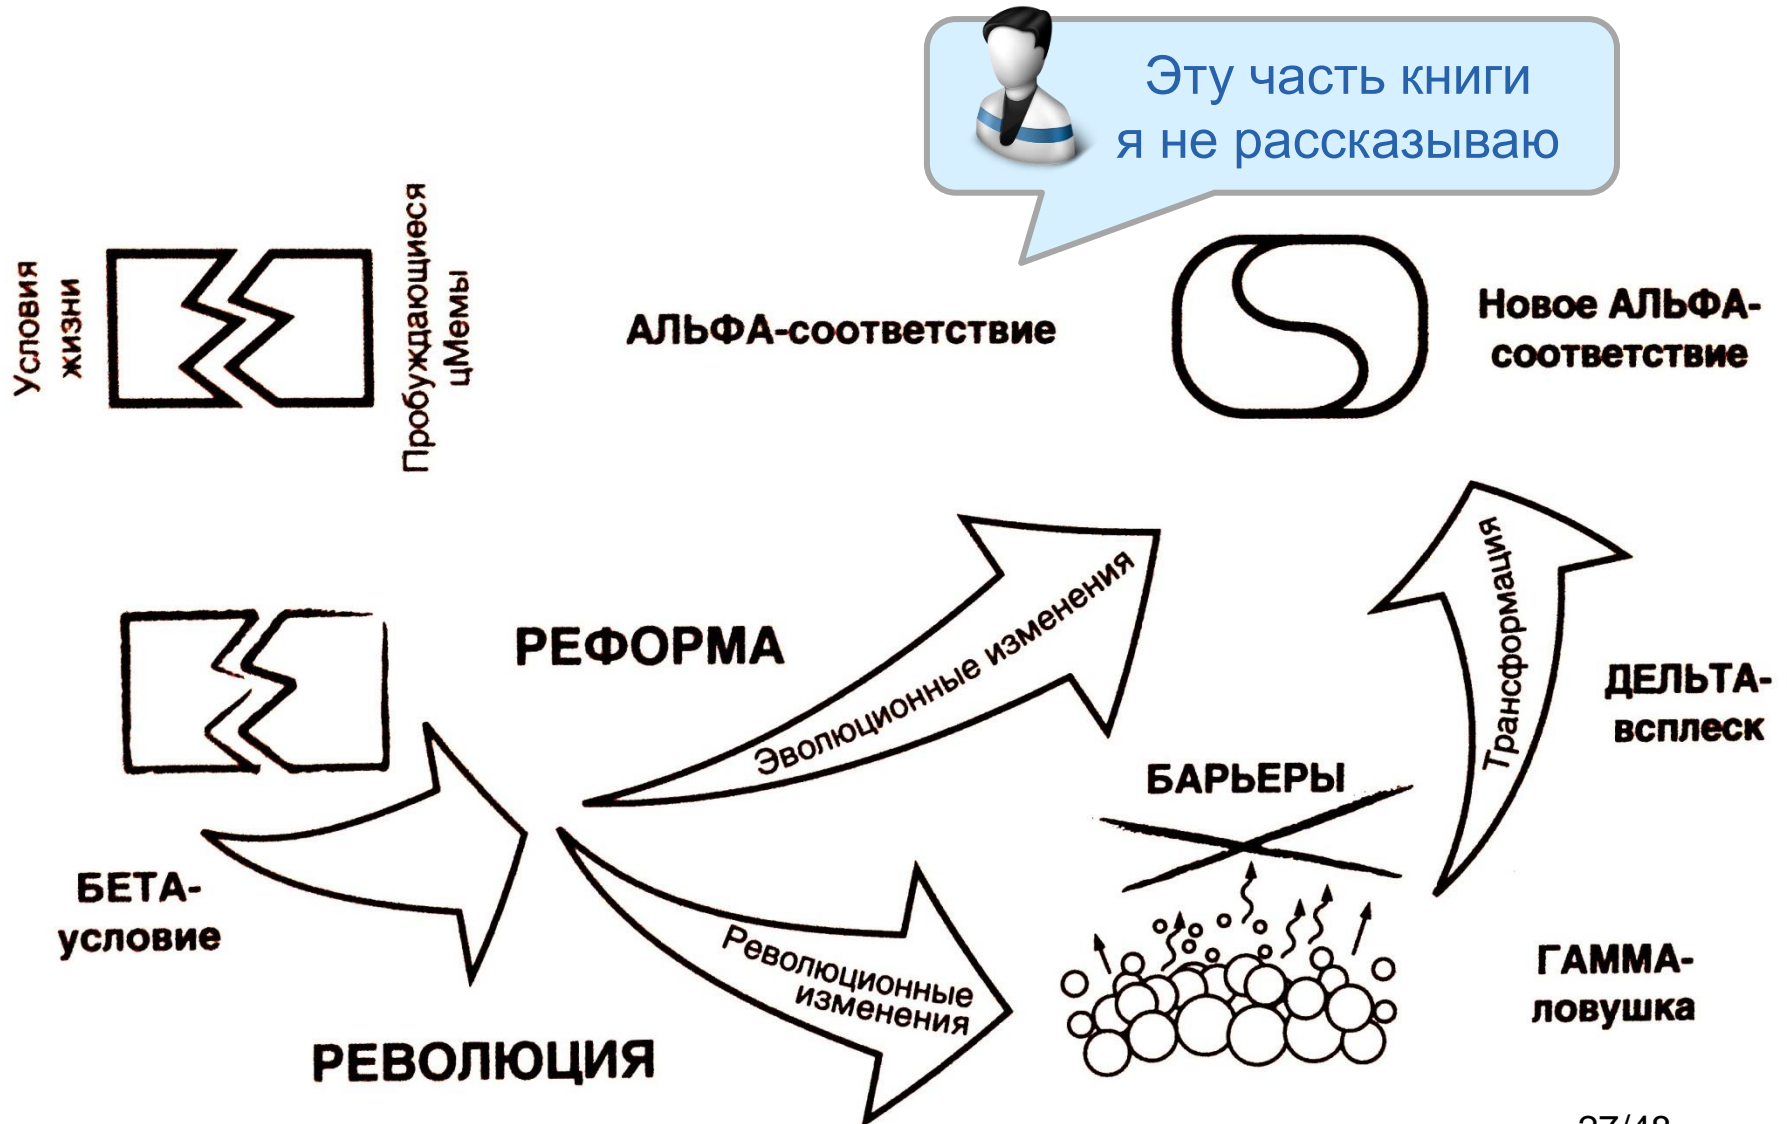 Эту часть книги
я не рассказываю
Условия
жизни
Пробуждающиеся
цМемы
АЛЬФА-соответствие
Новое АЛЬФА-
соответствие
РЕФОРМА
Эволюционные изменения
Трансформация
ДЕЛЬТА-
всплеск
БАРЬЕРЫ
БЕТА-
условие
Революционные
изменения
ГАММА-
ловушка
РЕВОЛЮЦИЯ